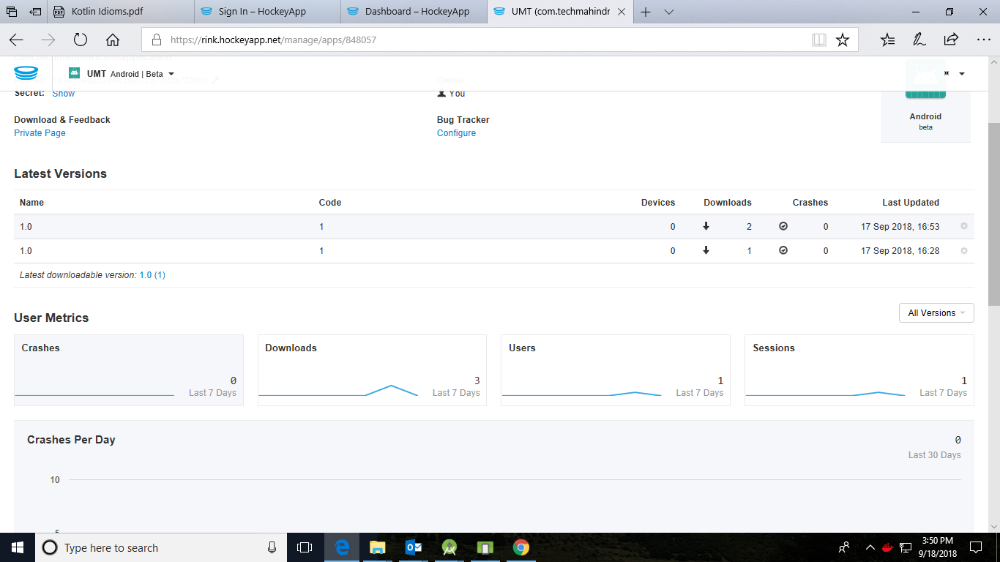 Kotlin Idioms.pdf
Sign In – HockeyApp
Dashboard – HockeyApp
UMT (com.techmahindr
https://rink.hockeyapp.net/manage/apps/848057
UMT Android | Beta
Owner
Secret: Show
You
Download & Feedback
Bug Tracker
Private Page
Configure
Android
beta
Latest Versions
Name Code Devices Downloads Crashes Last Updated
1.0 1 0 2 0 17 Sep 2018, 16:53
1.0 1 0 1 0 17 Sep 2018, 16:28
Latest downloadable version: 1.0 (1)
User Metrics
All Versions
Crashes
0
Last 7 Days
Downloads
3
Last 7 Days
Users
1
Last 7 Days
Sessions
1
Last 7 Days
Crashes Per Day
0
Last 30 Days
10
5
Type here to search
3:50 PM
9/18/2018